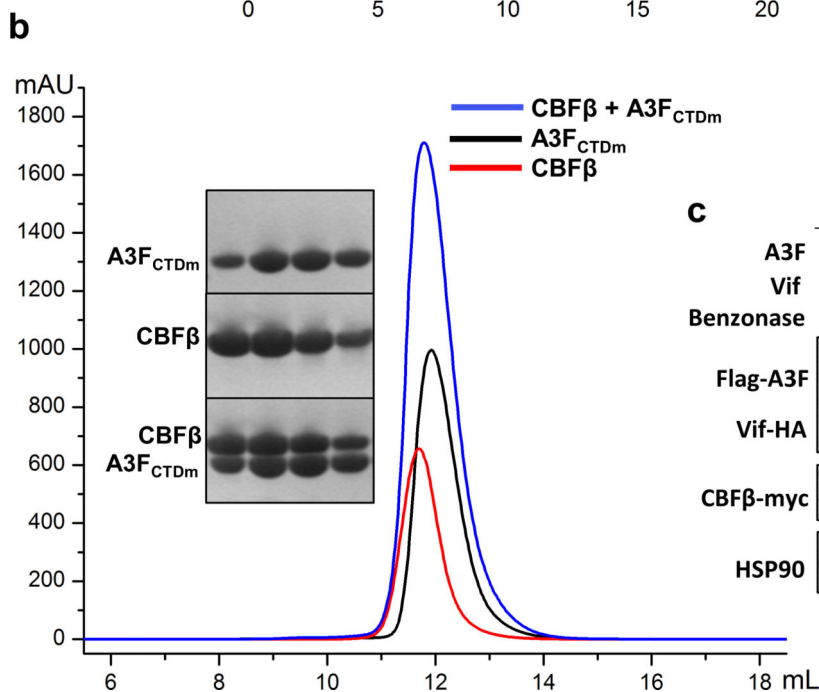 0 5 10 15 20
b
mAU
1800
1600
1400
1200
1000
800
600
400
200
0
6 8 10 12 14 16 18 mL
CBFβ + A3FCTDm
A3FCTDm
CBFβ
A3FCTDm
CBFβ
CBFβ
A3FCTDm
c
A3F
Vif
Benzonase
Flag-A3F
Vif-HA
CBFβ-myc
HSP90